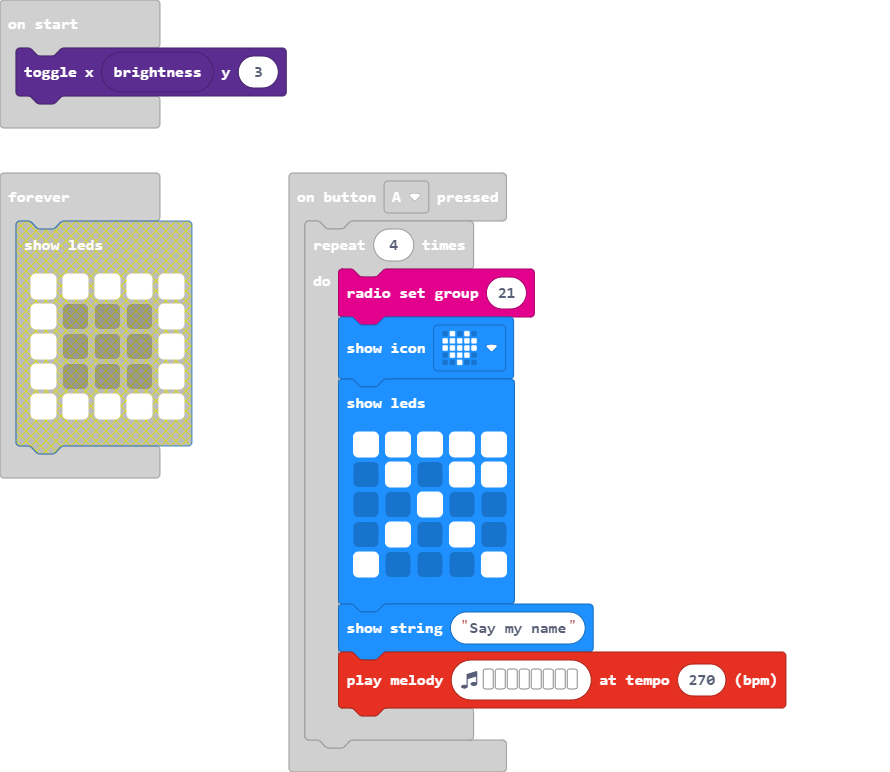 on start
toggle x brightness y 3
forever
show leds
on button A pressed
repeat 4 times
do
radio set group 21
show icon
show leds
show string "Say my name"
play melody at tempo 270 (bpm)